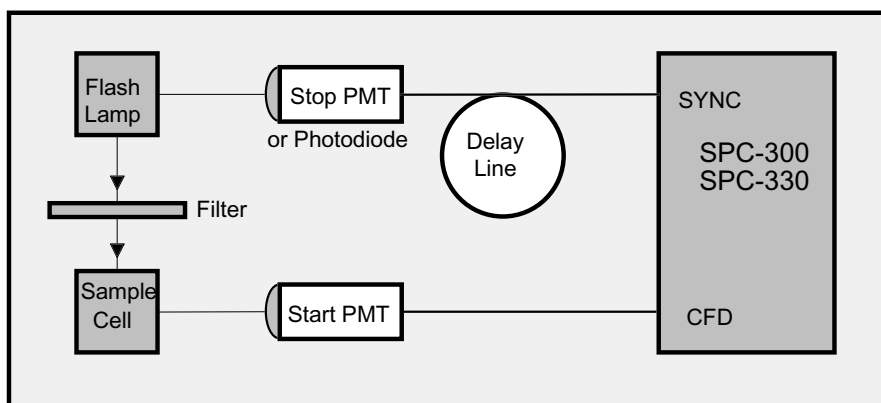 Flash
Lamp
Stop PMT
or Photodiode
Delay
Line
SYNC
SPC-300
SPC-330
Filter
Sample
Cell
Start PMT
CFD